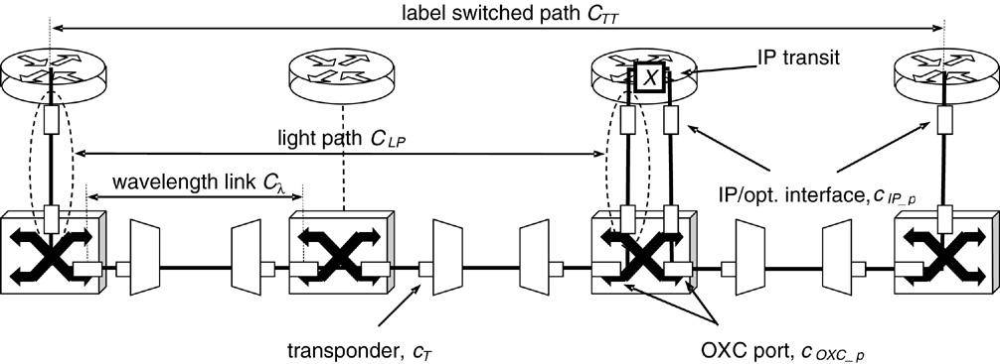 label switched path C_TT
IP transit
X
light path C_LP
wavelength link C_λ
IP/opt. interface, c_IP_p
transponder, c_T
OXC port, c_OXC_p